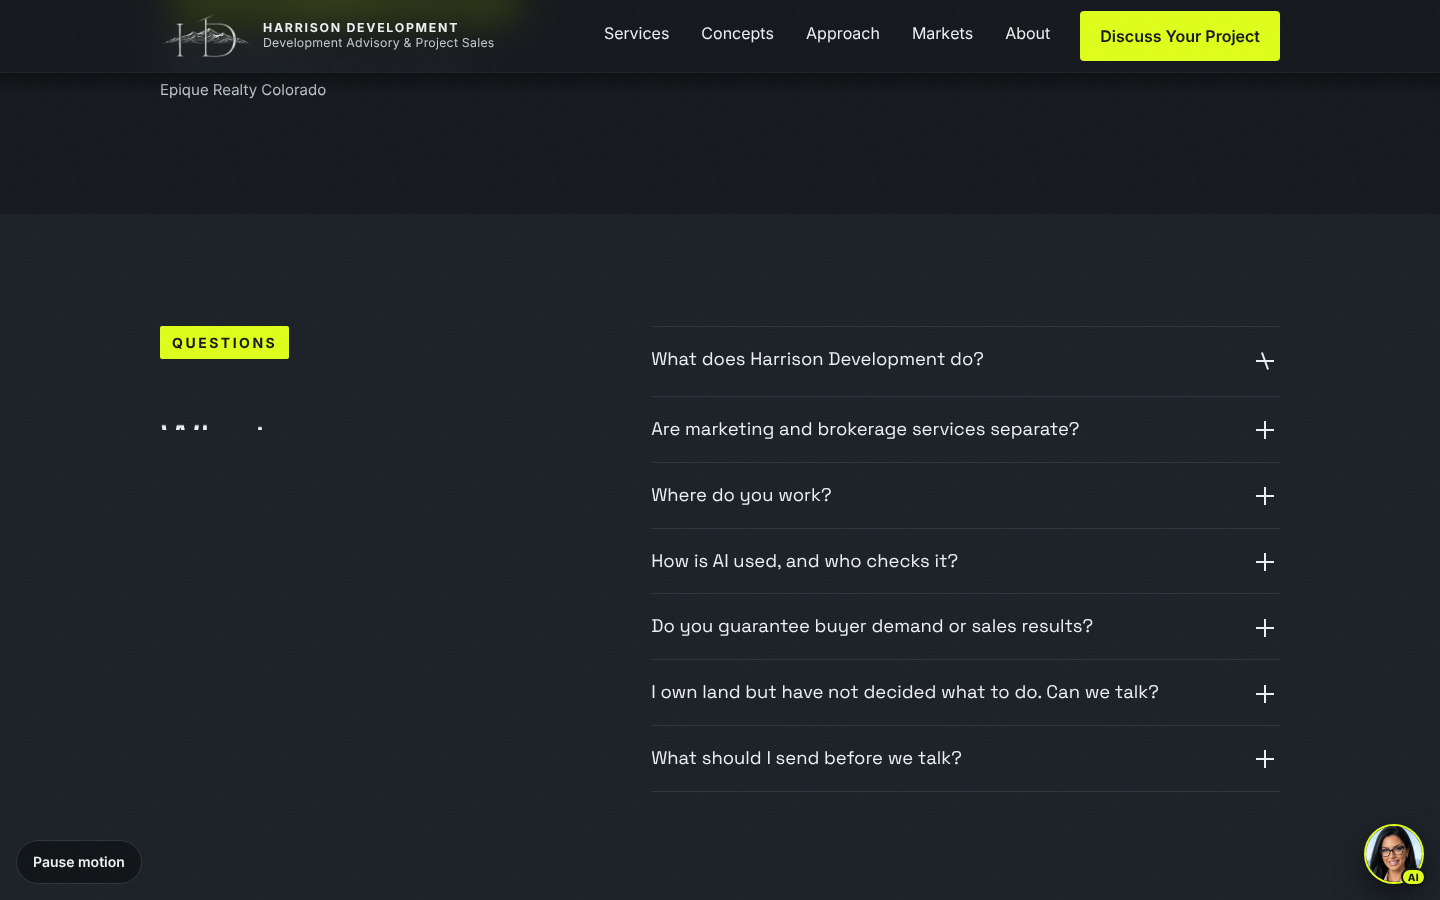 HARRISON DEVELOPMENT
Development Advisory & Project Sales
Services
Concepts
Approach
Markets
About
Discuss Your Project
Epique Realty Colorado
QUESTIONS
What does Harrison Development do?
Are marketing and brokerage services separate?
Where do you work?
How is AI used, and who checks it?
Do you guarantee buyer demand or sales results?
I own land but have not decided what to do. Can we talk?
What should I send before we talk?
Pause motion
AI